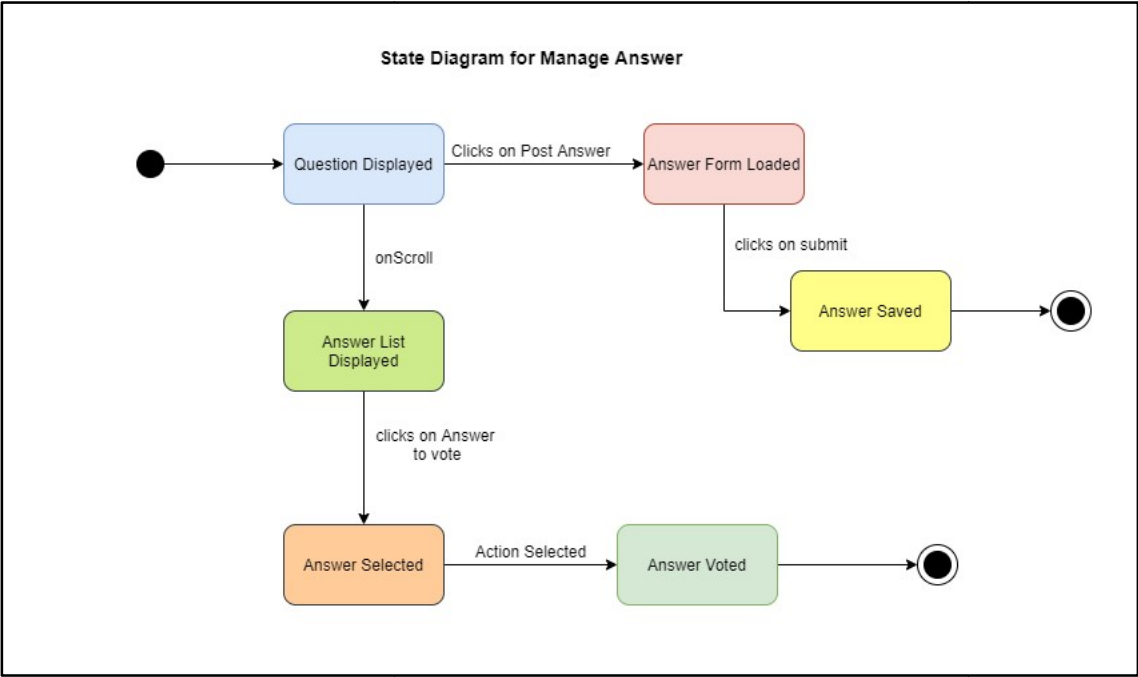 State Diagram for Manage Answer
Question Displayed
Clicks on Post Answer
Answer Form Loaded
onScroll
clicks on submit
Answer Saved
Answer List
Displayed
clicks on Answer
to vote
Answer Selected
Action Selected
Answer Voted